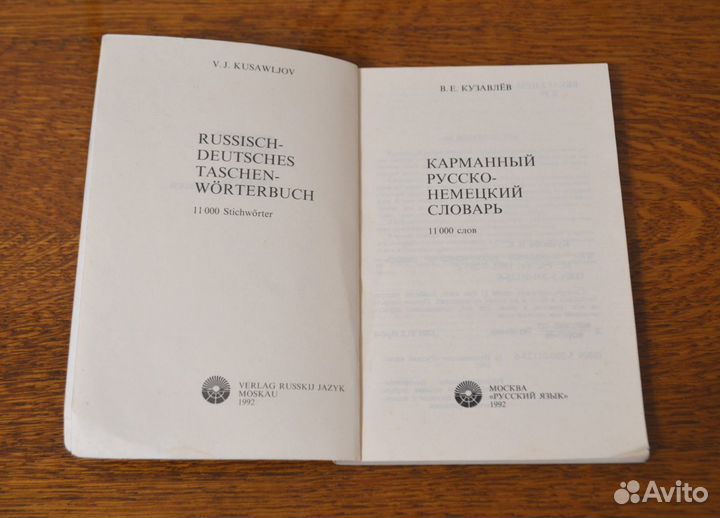 V. J. KUSAWLJOV
RUSSISCH-
DEUTSCHES
TASCHEN-
WÖRTERBUCH
11 000 Stichwörter
VERLAG RUSSKIJ JAZYK
MOSKAU
1992
В. Е. КУЗАВЛЁВ
КАРМАННЫЙ
РУССКО-
НЕМЕЦКИЙ
СЛОВАРЬ
11 000 слов
МОСКВА
«РУССКИЙ ЯЗЫК»
1992
Avito